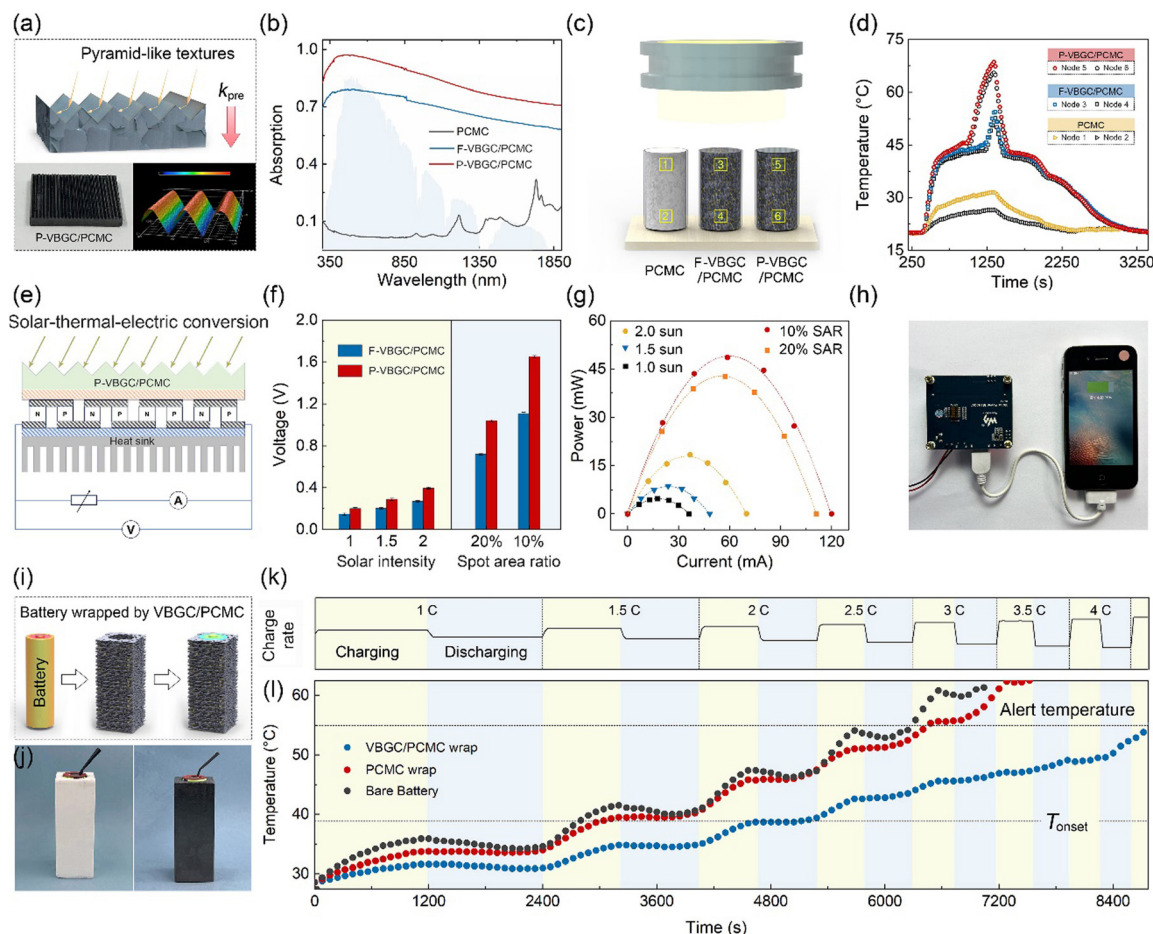 (a)
Pyramid-like textures
kpre
P-VBGC/PCMC
(b)
Absorption
1.0
0.7
0.4
0.1
350 850 1350 1850
Wavelength (nm)
PCMC
F-VBGC/PCMC
P-VBGC/PCMC
(c)
1 3 5
2 4 6
PCMC F-VBGC P-VBGC
/PCMC /PCMC
(d)
Temperature (°C)
75
60
45
30
15
250 1250 2250 3250
Time (s)
P-VBGC/PCMC
Node 5 Node 6
F-VBGC/PCMC
Node 3 Node 4
PCMC
Node 1 Node 2
(e)
Solar-thermal-electric conversion
P-VBGC/PCMC
N P N P N P N P
Heat sink
A
V
(f)
Voltage (V)
2.0
1.6
1.2
0.8
0.4
0.0
F-VBGC/PCMC
P-VBGC/PCMC
1 1.5 2 20% 10%
Solar intensity Spot area ratio
(g)
Power (mW)
60
45
30
15
0
2.0 sun 10% SAR
1.5 sun 20% SAR
1.0 sun
0 30 60 90 120
Current (mA)
(h)
(i)
Battery wrapped by VBGC/PCMC
Battery
(j)
(k)
Charge
rate
1 C 1.5 C 2 C 2.5 C 3 C 3.5 C 4 C
Charging Discharging
(l)
Temperature (°C)
60
50
40
30
Alert temperature
VBGC/PCMC wrap
PCMC wrap
Bare Battery
Tonset
0 1200 2400 3600 4800 6000 7200 8400
Time (s)